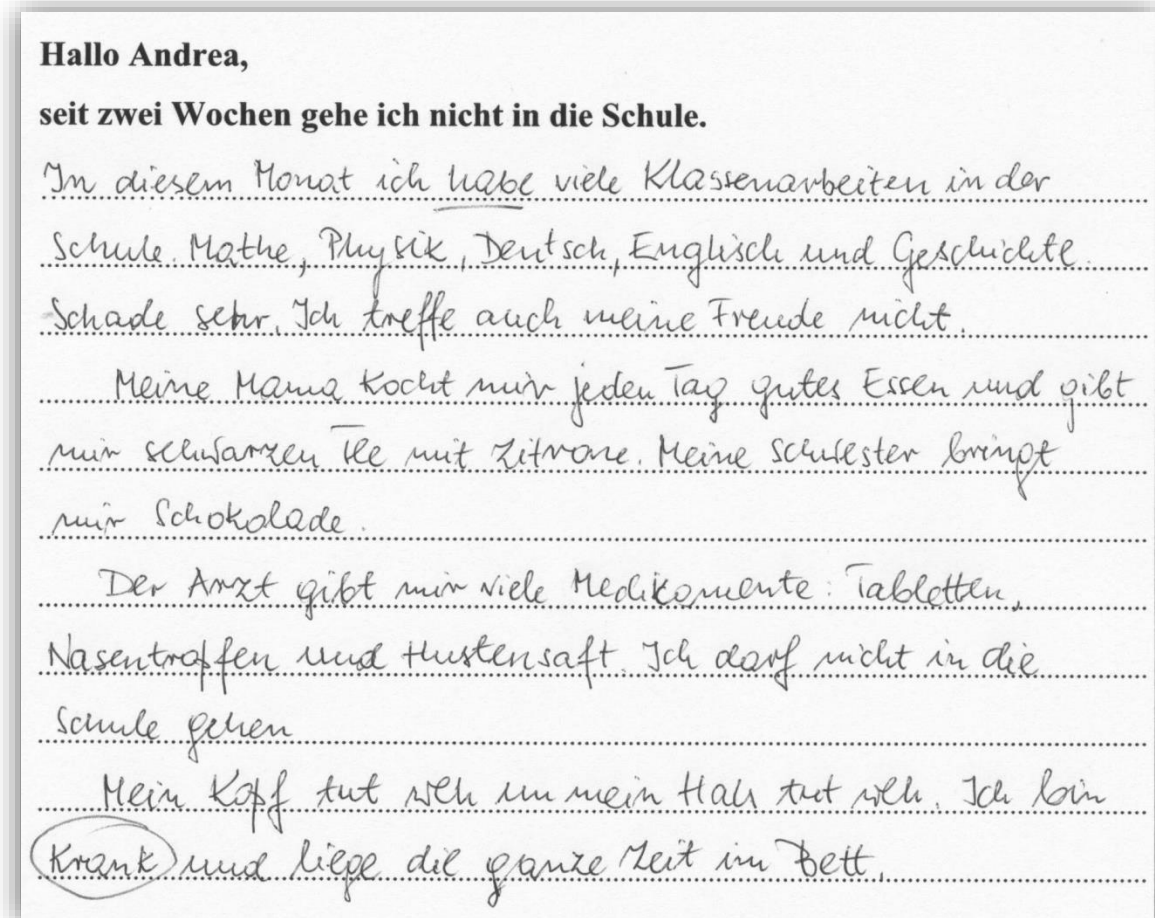 Hallo Andrea,
seit zwei Wochen gehe ich nicht in die Schule.
In diesem Monat ich habe viele Klassenarbeiten in der
Schule. Mathe, Physik, Deutsch, Englisch und Geschichte.
Schade sehr. Ich treffe auch meine Freude nicht.
Meine Mama kocht mir jeden Tag gutes Essen und gibt
mir schwarzen Tee mit Zitrone. Meine Schwester bringt
mir Schokolade.
Der Arzt gibt mir viele Medikamente: Tabletten,
Nasentropfen und Hustensaft. Ich darf nicht in die
Schule gehen
Mein Kopf tut weh un mein Hals tut weh. Ich bin
Krank und liege die ganze Zeit im Bett.